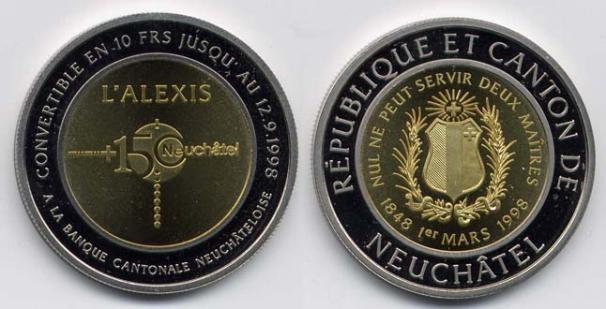 CONVERTIBLE EN 10 FRS JUSQU'AU 12.9.1998
A LA BANQUE CANTONALE NEUCHÂTELOISE
L'ALEXIS
+150 Neuchâtel
RÉPUBLIQUE ET CANTON DE
NEUCHÂTEL
NUL NE PEUT SERVIR DEUX MAÎTRES
1848 1er MARS 1998